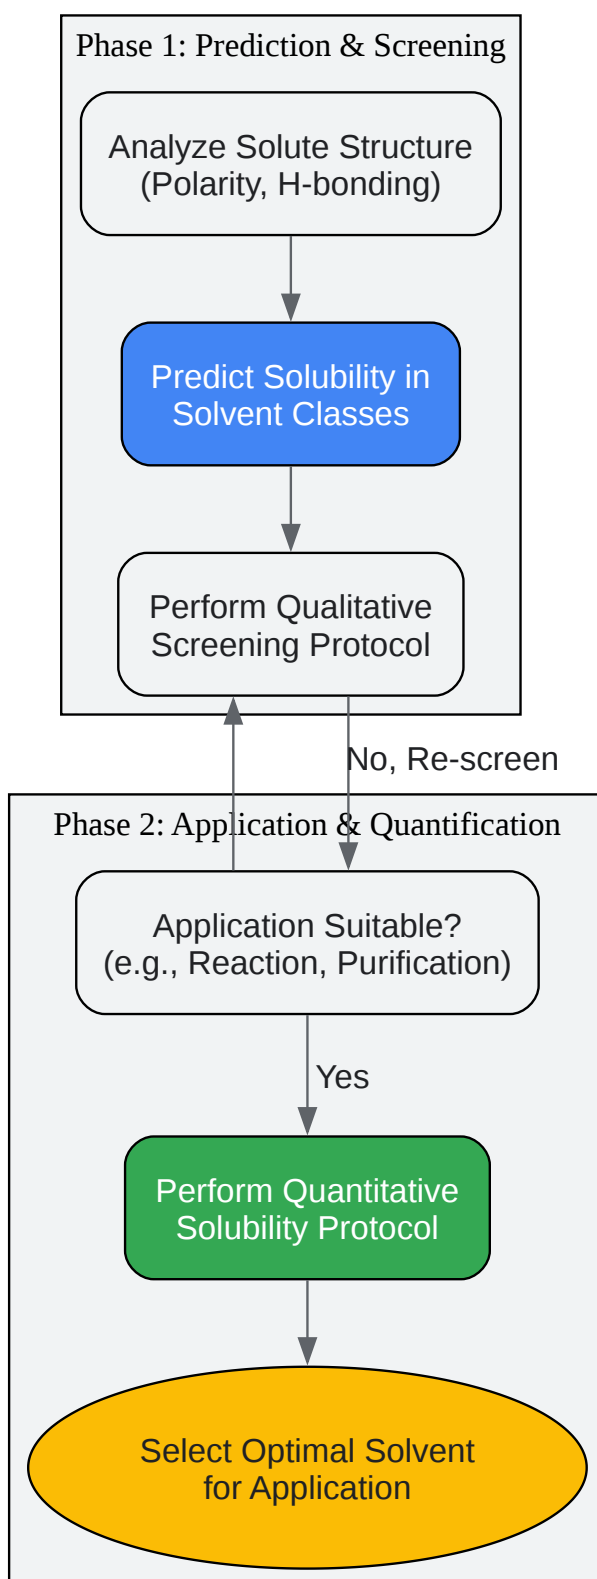 Phase 1: Prediction & Screening
Analyze Solute Structure
(Polarity, H-bonding)
Predict Solubility in
Solvent Classes
Perform Qualitative
Screening Protocol
No, Re-screen
Phase 2: Application & Quantification
Application Suitable?
(e.g., Reaction, Purification)
Yes
Perform Quantitative
Solubility Protocol
Select Optimal Solvent
for Application